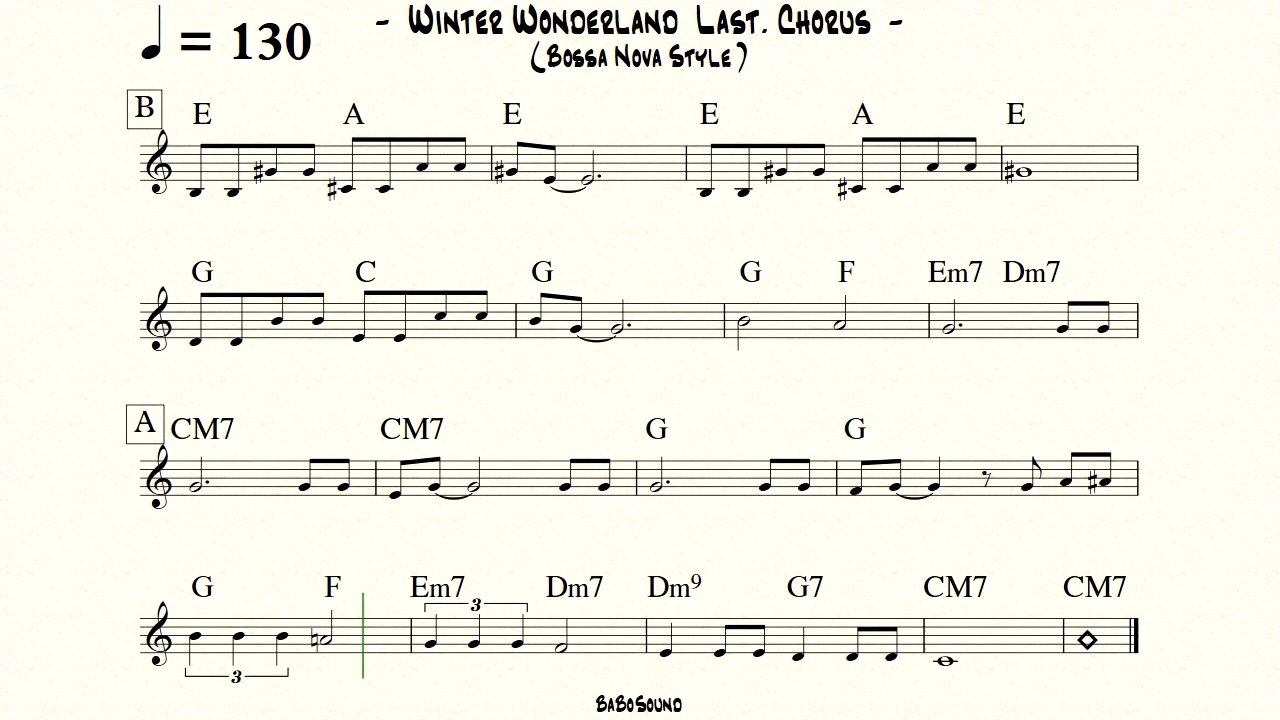 - Winter Wonderland Last. Chorus -
♩ = 130
(Bossa Nova Style)
B E A E E A E
G C G G F Em7 Dm7
A CM7 CM7 G G
G F Em7 Dm7 Dm9 G7 CM7 CM7
3
3
BaBoSound